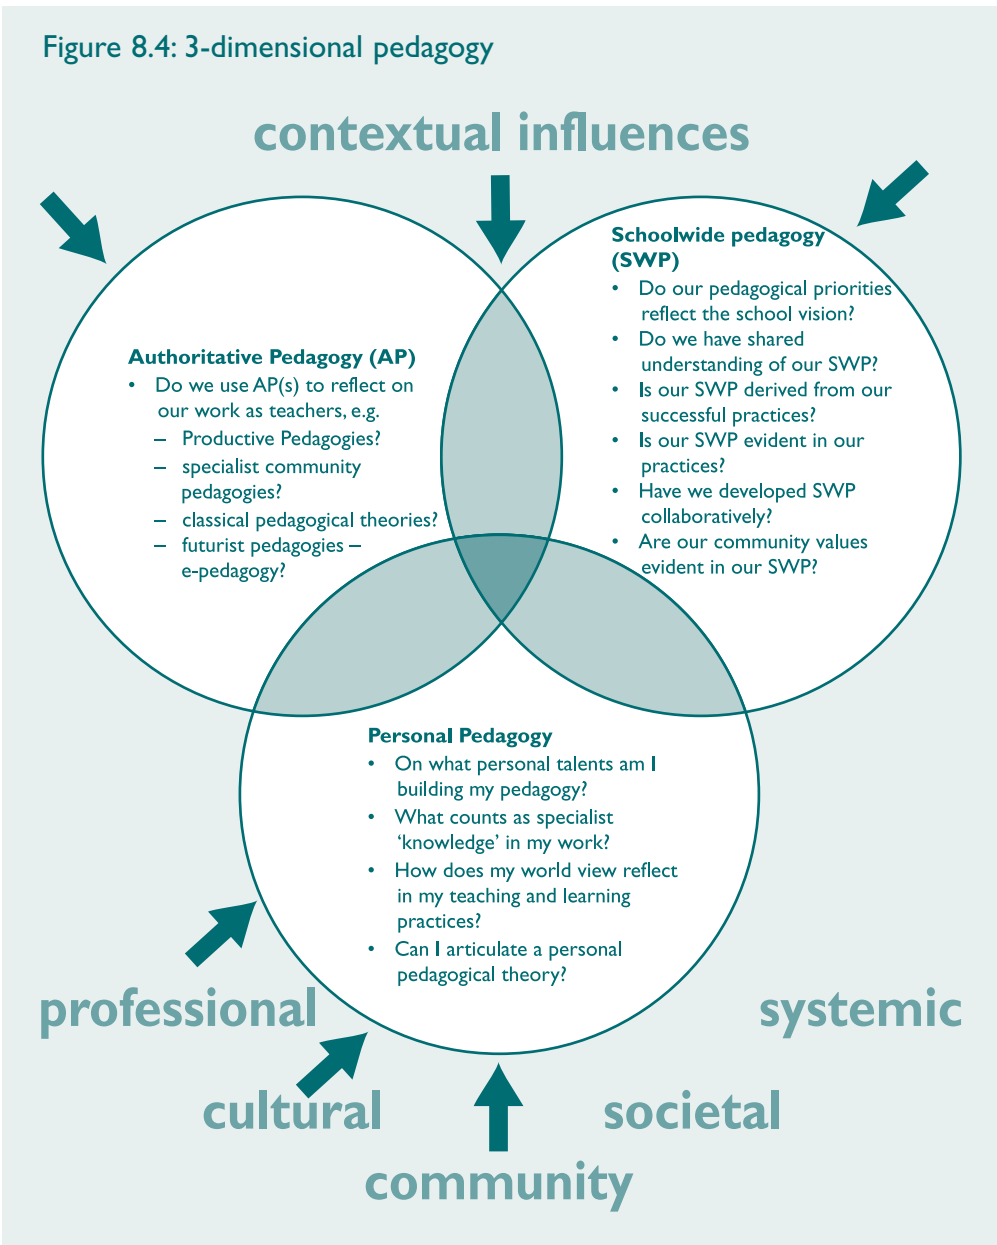 Figure 8.4: 3-dimensional pedagogy
contextual influences
Authoritative Pedagogy (AP)
• Do we use AP(s) to reflect on
our work as teachers, e.g.
– Productive Pedagogies?
– specialist community
pedagogies?
– classical pedagogical theories?
– futurist pedagogies –
e-pedagogy?
Schoolwide pedagogy
(SWP)
• Do our pedagogical priorities
reflect the school vision?
• Do we have shared
understanding of our SWP?
• Is our SWP derived from our
successful practices?
• Is our SWP evident in our
practices?
• Have we developed SWP
collaboratively?
• Are our community values
evident in our SWP?
Personal Pedagogy
• On what personal talents am I
building my pedagogy?
• What counts as specialist
‘knowledge’ in my work?
• How does my world view reflect
in my teaching and learning
practices?
• Can I articulate a personal
pedagogical theory?
professional
systemic
cultural
societal
community